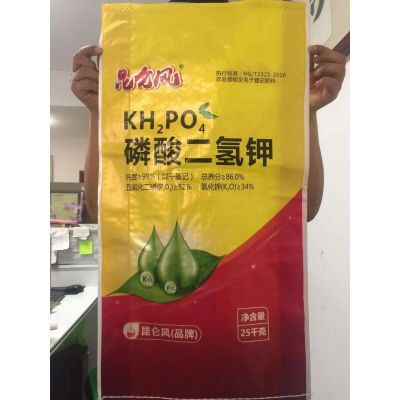 昆仑风
执行标准：HG/T2321-2016
农业部规定免于登记肥料
KH₂PO₄
磷酸二氢钾
纯度≥99%（以干基记） 总养分≥86.0%
五氧化二磷(P₂O₅)≥52% 氧化钾(K₂O)≥34%
昆仑风(品牌)
净含量
25千克